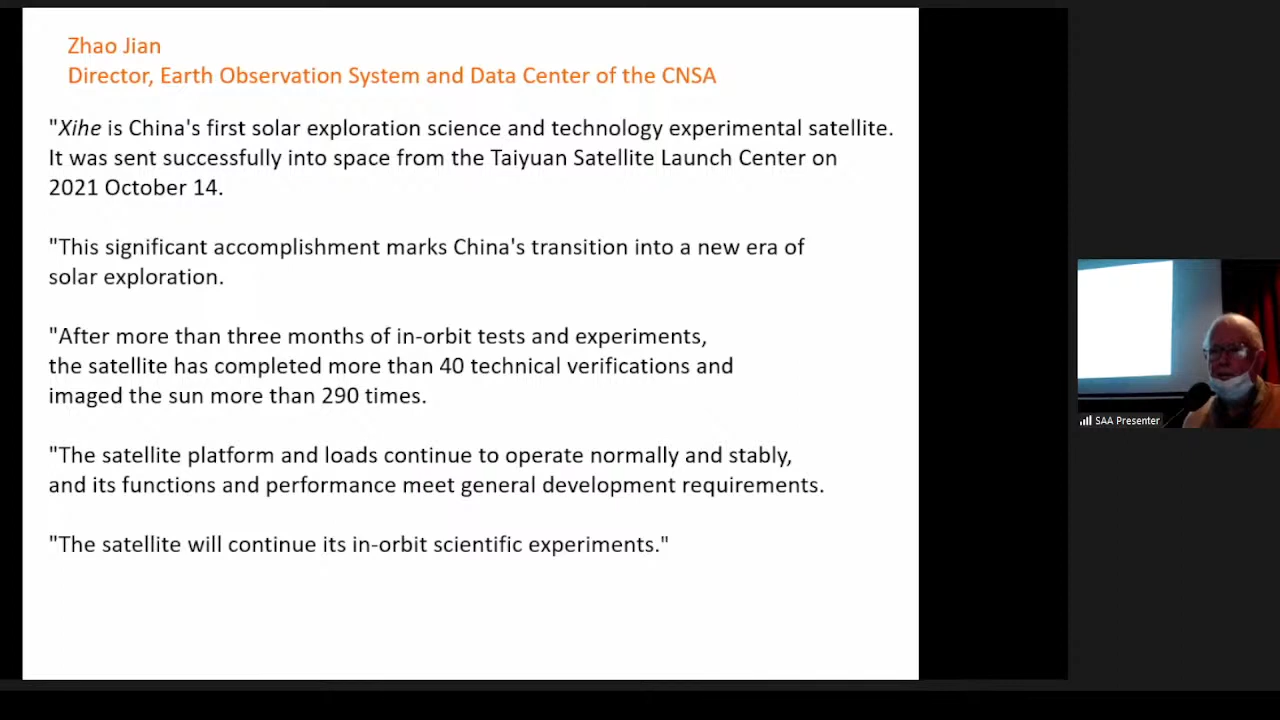 Zhao Jian
Director, Earth Observation System and Data Center of the CNSA
"Xihe is China's first solar exploration science and technology experimental satellite.
It was sent successfully into space from the Taiyuan Satellite Launch Center on
2021 October 14.
"This significant accomplishment marks China's transition into a new era of
solar exploration.
"After more than three months of in-orbit tests and experiments,
the satellite has completed more than 40 technical verifications and
imaged the sun more than 290 times.
"The satellite platform and loads continue to operate normally and stably,
and its functions and performance meet general development requirements.
"The satellite will continue its in-orbit scientific experiments."
SAA Presenter